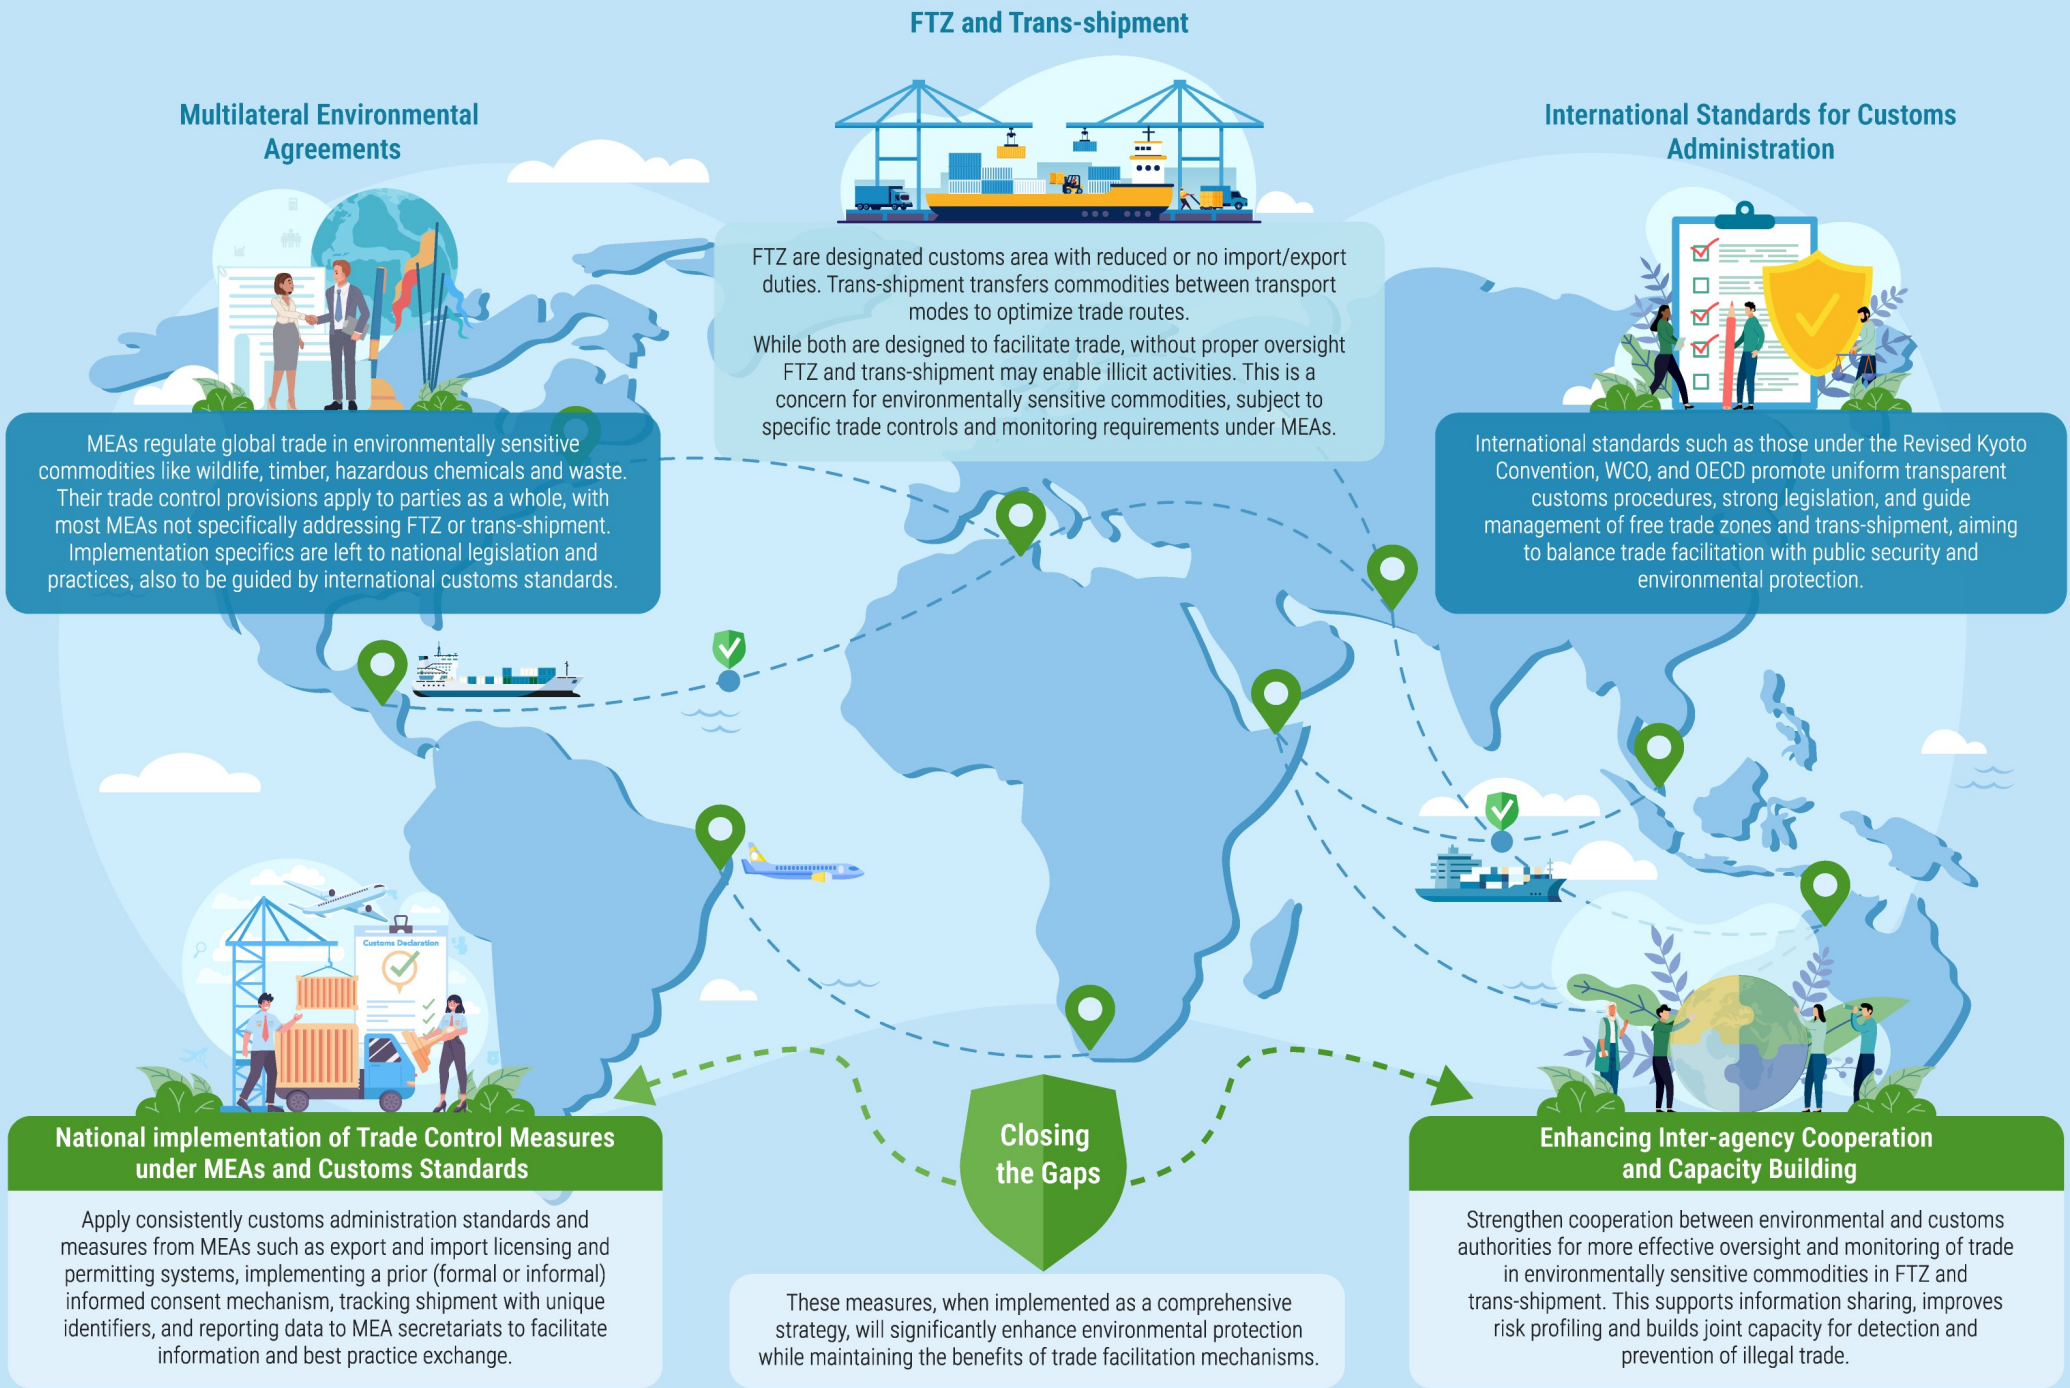 FTZ and Trans-shipment
FTZ are designated customs area with reduced or no import/export
duties. Trans-shipment transfers commodities between transport
modes to optimize trade routes.
While both are designed to facilitate trade, without proper oversight
FTZ and trans-shipment may enable illicit activities. This is a
concern for environmentally sensitive commodities, subject to
specific trade controls and monitoring requirements under MEAs.
Multilateral Environmental
Agreements
MEAs regulate global trade in environmentally sensitive
commodities like wildlife, timber, hazardous chemicals and waste.
Their trade control provisions apply to parties as a whole, with
most MEAs not specifically addressing FTZ or trans-shipment.
Implementation specifics are left to national legislation and
practices, also to be guided by international customs standards.
International Standards for Customs
Administration
International standards such as those under the Revised Kyoto
Convention, WCO, and OECD promote uniform transparent
customs procedures, strong legislation, and guide
management of free trade zones and trans-shipment, aiming
to balance trade facilitation with public security and
environmental protection.
Customs Declaration
National implementation of Trade Control Measures
under MEAs and Customs Standards
Apply consistently customs administration standards and
measures from MEAs such as export and import licensing and
permitting systems, implementing a prior (formal or informal)
informed consent mechanism, tracking shipment with unique
identifiers, and reporting data to MEA secretariats to facilitate
information and best practice exchange.
Closing
the Gaps
These measures, when implemented as a comprehensive
strategy, will significantly enhance environmental protection
while maintaining the benefits of trade facilitation mechanisms.
Enhancing Inter-agency Cooperation
and Capacity Building
Strengthen cooperation between environmental and customs
authorities for more effective oversight and monitoring of trade
in environmentally sensitive commodities in FTZ and
trans-shipment. This supports information sharing, improves
risk profiling and builds joint capacity for detection and
prevention of illegal trade.